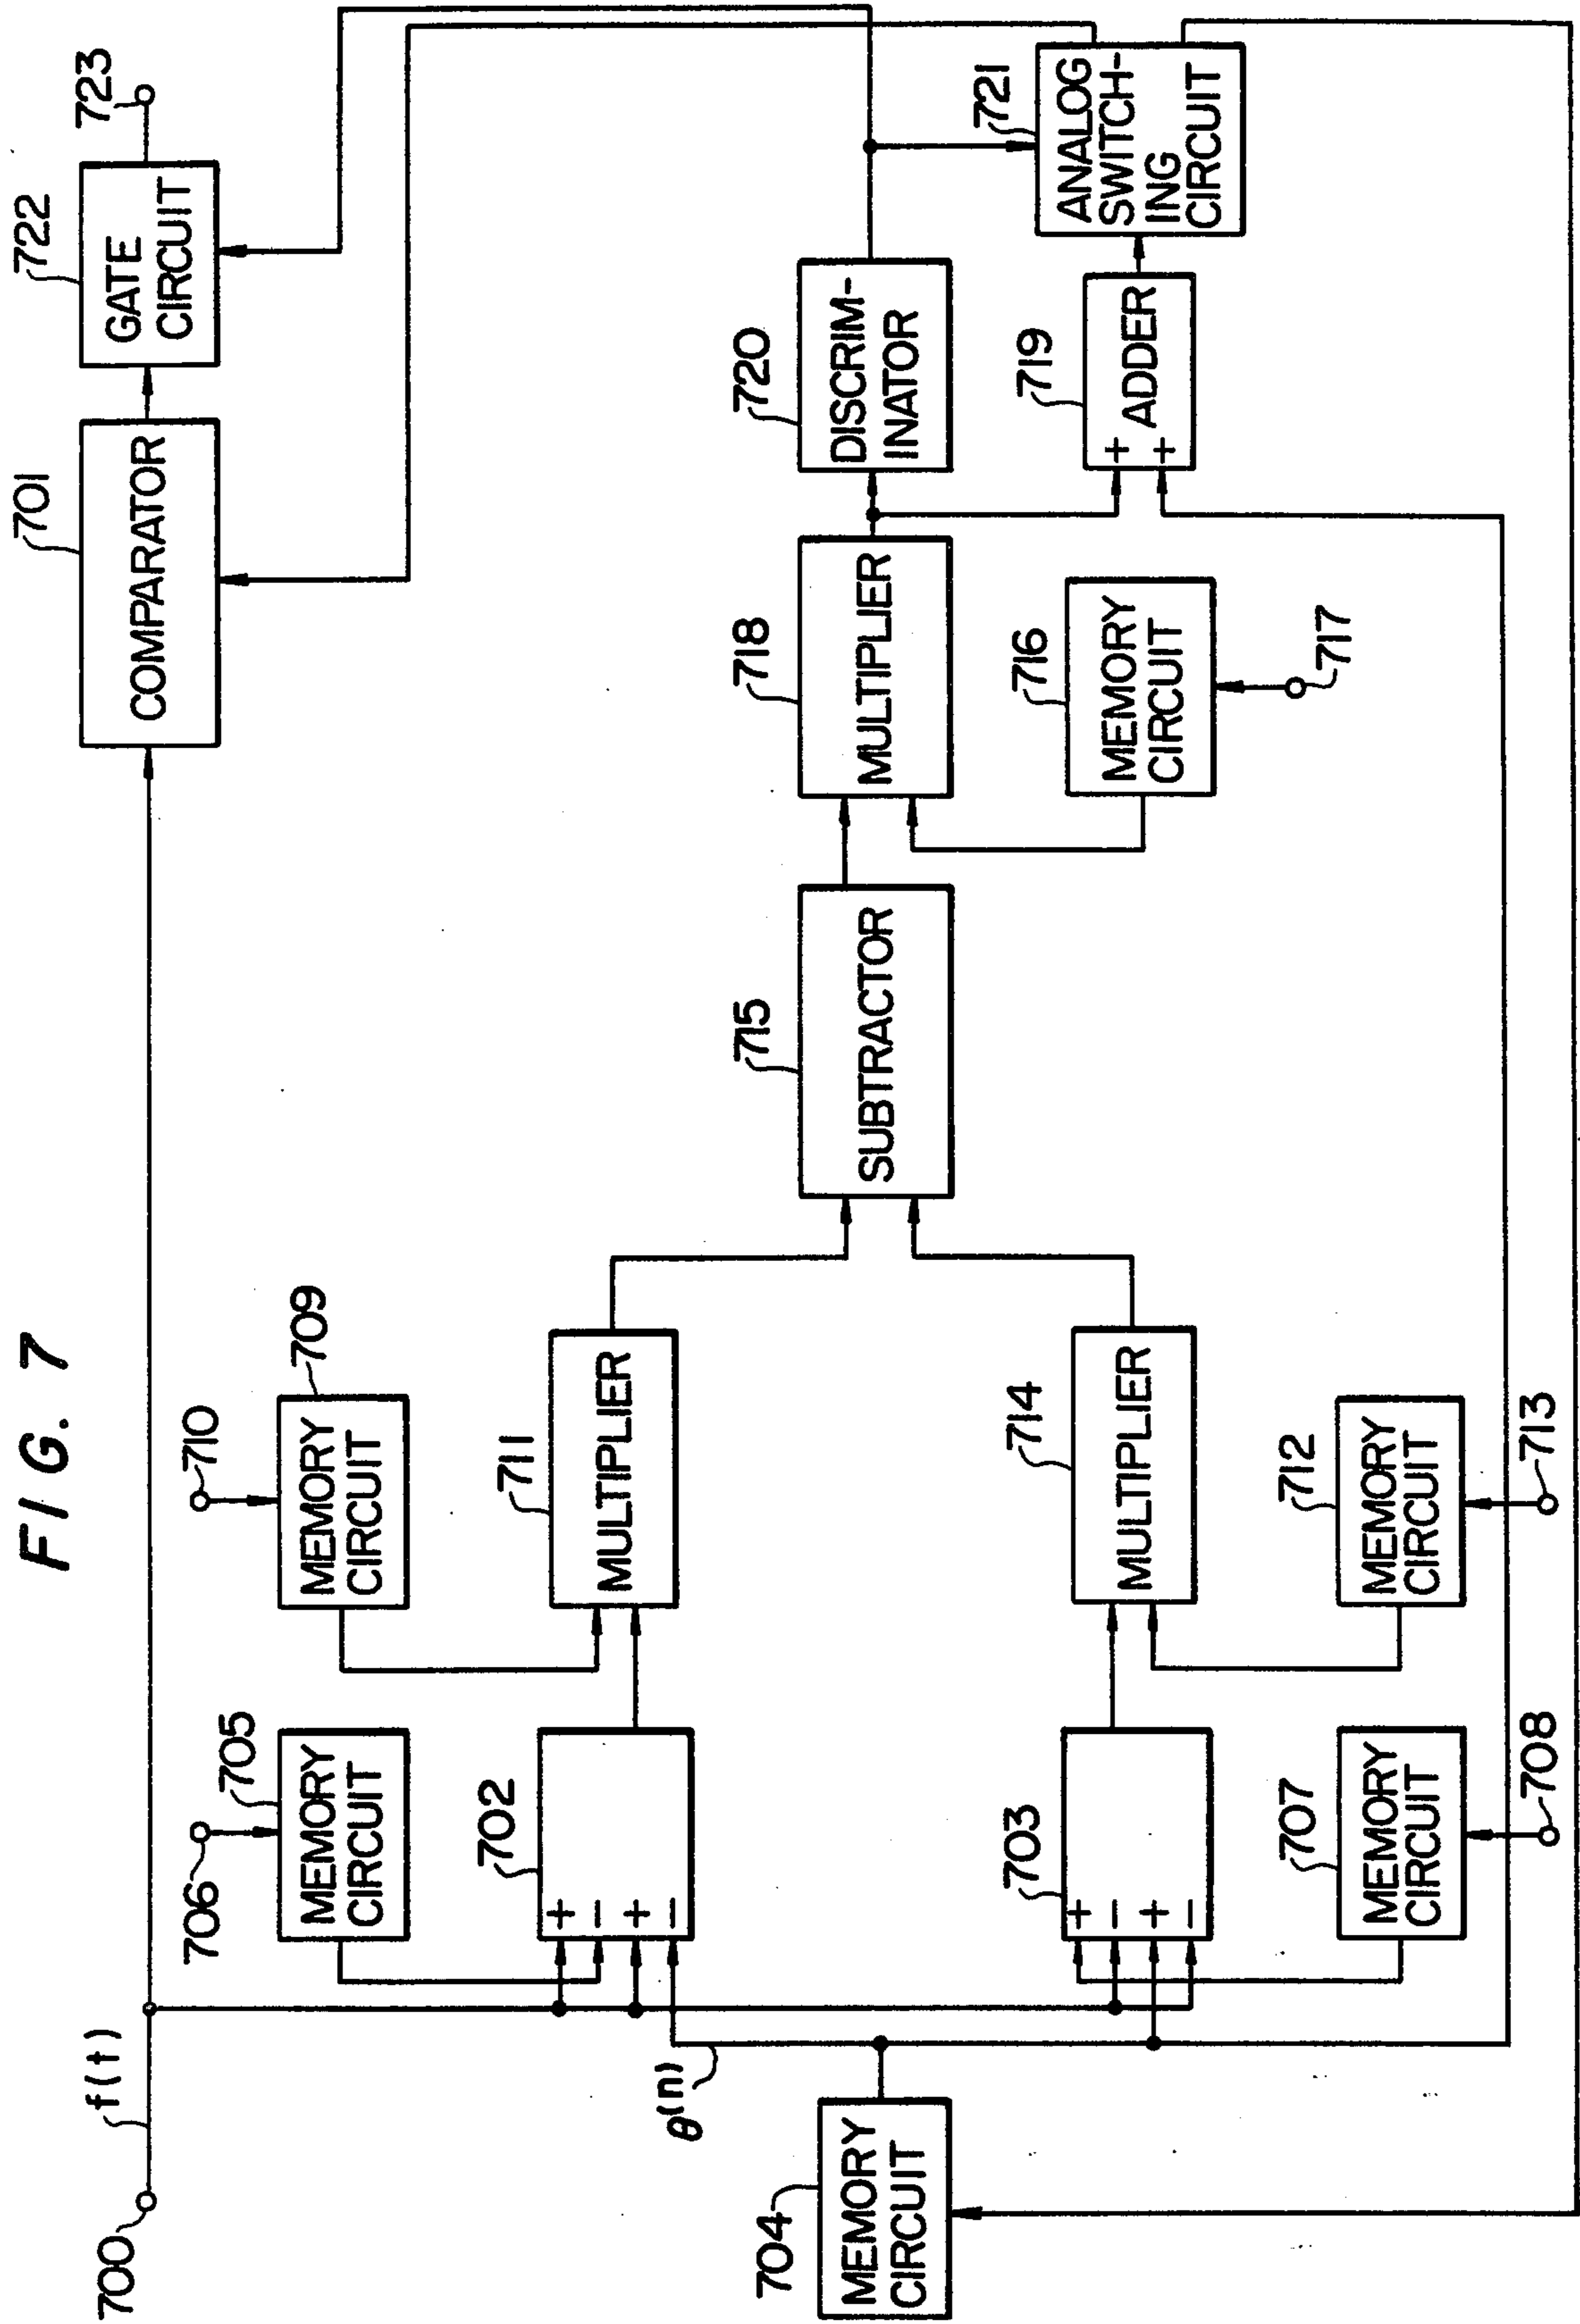 FIG. 7
700
f(t)
706
705
MEMORY
CIRCUIT
710
709
MEMORY
CIRCUIT
701
COMPARATOR
722
GATE
CIRCUIT
723
702
+
−
+
−
711
MULTIPLIER
704
MEMORY
CIRCUIT
θ(n)
715
SUBTRACTOR
718
MULTIPLIER
720
DISCRIM-
INATOR
703
+
−
+
−
714
MULTIPLIER
716
MEMORY
CIRCUIT
717
719
+
+
ADDER
721
ANALOG
SWITCH-
ING
CIRCUIT
707
MEMORY
CIRCUIT
708
712
MEMORY
CIRCUIT
713